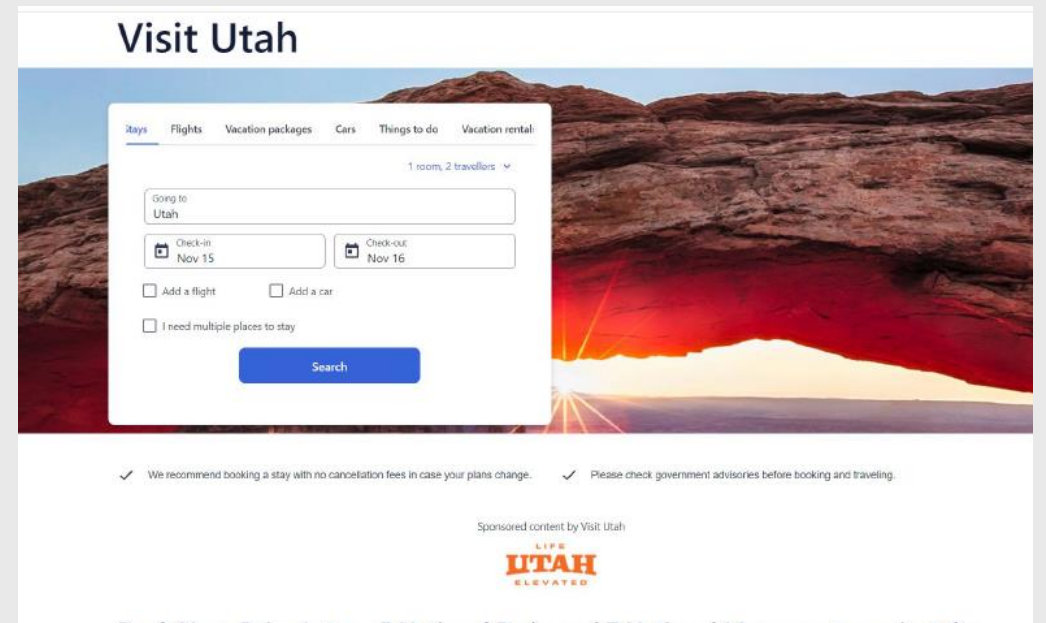 Visit Utah
Stays Flights Vacation packages Cars Things to do Vacation rental
1 room, 2 travellers
Going to
Utah
Check-in Check-out
Nov 15 Nov 16
Add a flight Add a car
I need multiple places to stay
Search
We recommend booking a stay with no cancellation fees in case your plans change. Please check government advisories before booking and traveling.
Sponsored content by Visit Utah
LIFE
UTAH
ELEVATED